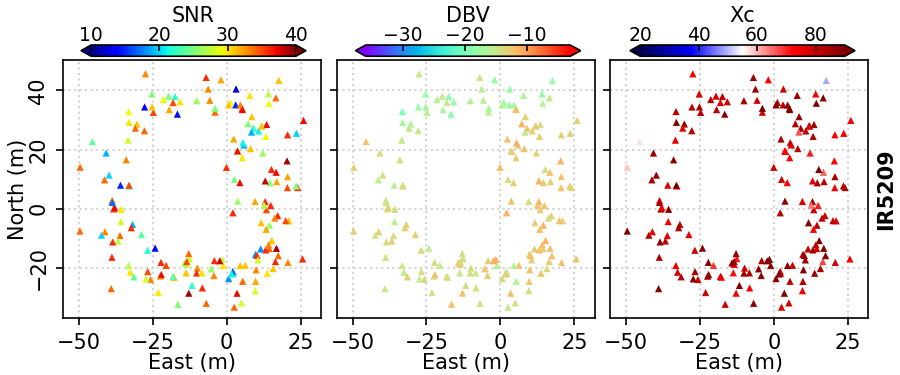 SNR DBV Xc
10 20 30 40 −30 −20 −10 20 40 60 80
40
20
0
−20
North (m)
IR5209
−50 −25 0 25 −50 −25 0 25 −50 −25 0 25
East (m) East (m) East (m)